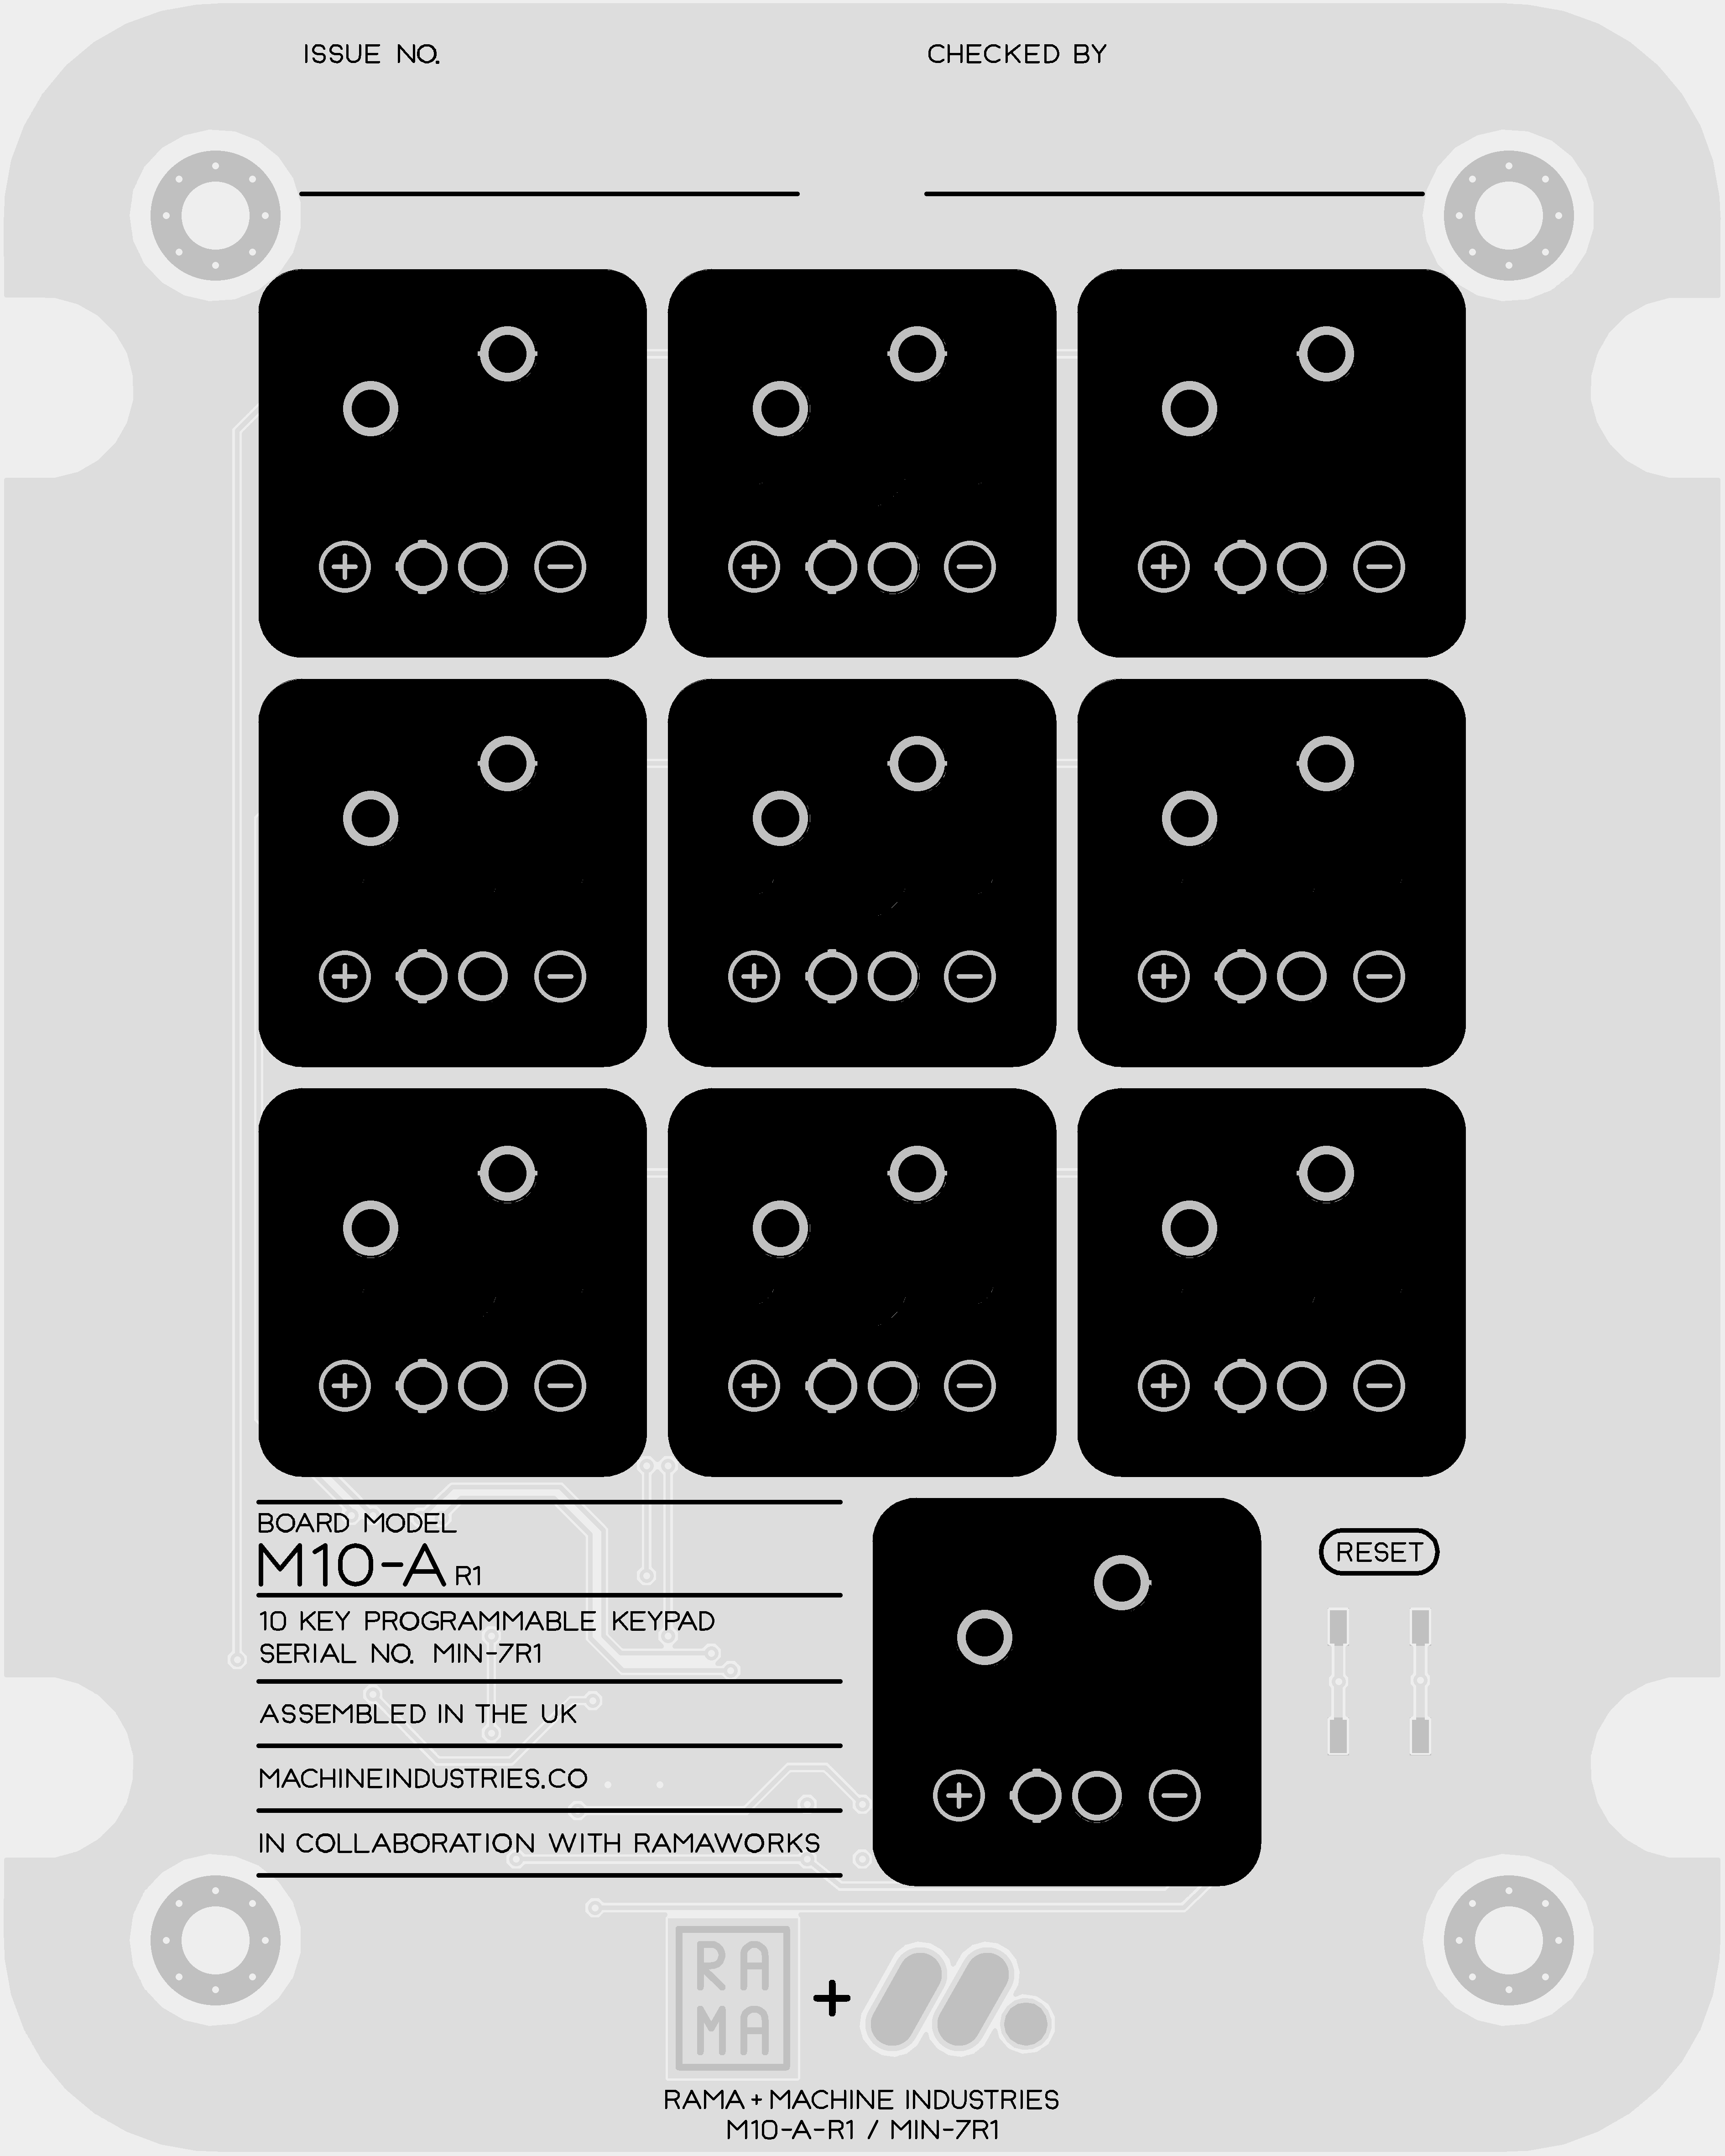 ISSUE NO.
CHECKED BY
BOARD MODEL
M10-A R1
10 KEY PROGRAMMABLE KEYPAD
SERIAL NO. MIN-7R1
ASSEMBLED IN THE UK
MACHINEINDUSTRIES.CO
IN COLLABORATION WITH RAMAWORKS
RESET
RA
MA
+
RAMA + MACHINE INDUSTRIES
M10-A-R1 / MIN-7R1